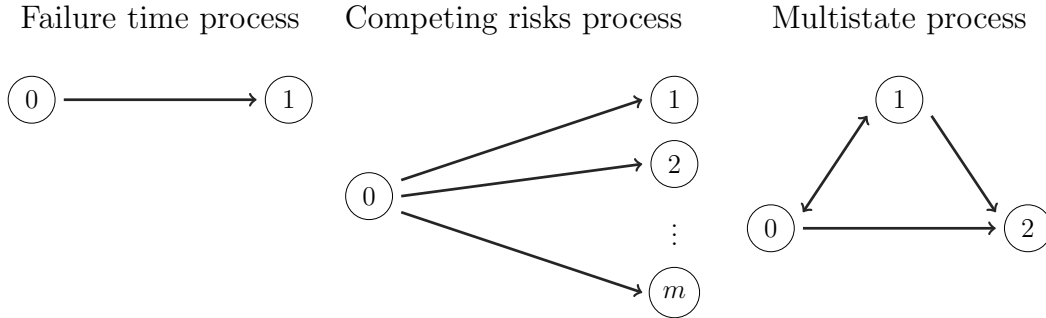 Failure time process
0
1
Competing risks process
0
1
2
⋮
m
Multistate process
1
0
2